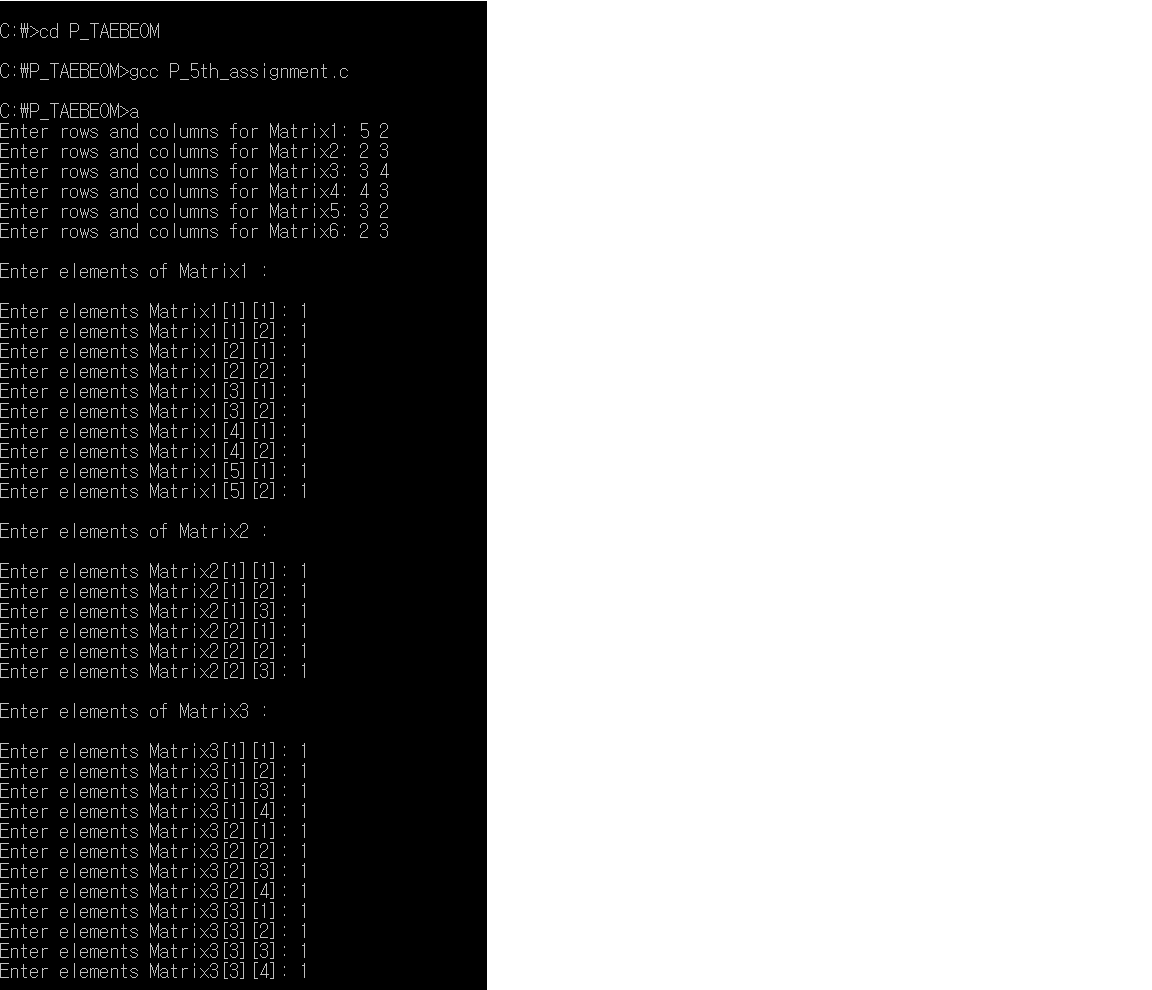 C:₩>cd P_TAEBEOM
C:₩P_TAEBEOM>gcc P_5th_assignment.c
C:₩P_TAEBEOM>a
Enter rows and columns for Matrix1: 5 2
Enter rows and columns for Matrix2: 2 3
Enter rows and columns for Matrix3: 3 4
Enter rows and columns for Matrix4: 4 3
Enter rows and columns for Matrix5: 3 2
Enter rows and columns for Matrix6: 2 3
Enter elements of Matrix1 :
Enter elements Matrix1[1][1]: 1
Enter elements Matrix1[1][2]: 1
Enter elements Matrix1[2][1]: 1
Enter elements Matrix1[2][2]: 1
Enter elements Matrix1[3][1]: 1
Enter elements Matrix1[3][2]: 1
Enter elements Matrix1[4][1]: 1
Enter elements Matrix1[4][2]: 1
Enter elements Matrix1[5][1]: 1
Enter elements Matrix1[5][2]: 1
Enter elements of Matrix2 :
Enter elements Matrix2[1][1]: 1
Enter elements Matrix2[1][2]: 1
Enter elements Matrix2[1][3]: 1
Enter elements Matrix2[2][1]: 1
Enter elements Matrix2[2][2]: 1
Enter elements Matrix2[2][3]: 1
Enter elements of Matrix3 :
Enter elements Matrix3[1][1]: 1
Enter elements Matrix3[1][2]: 1
Enter elements Matrix3[1][3]: 1
Enter elements Matrix3[1][4]: 1
Enter elements Matrix3[2][1]: 1
Enter elements Matrix3[2][2]: 1
Enter elements Matrix3[2][3]: 1
Enter elements Matrix3[2][4]: 1
Enter elements Matrix3[3][1]: 1
Enter elements Matrix3[3][2]: 1
Enter elements Matrix3[3][3]: 1
Enter elements Matrix3[3][4]: 1